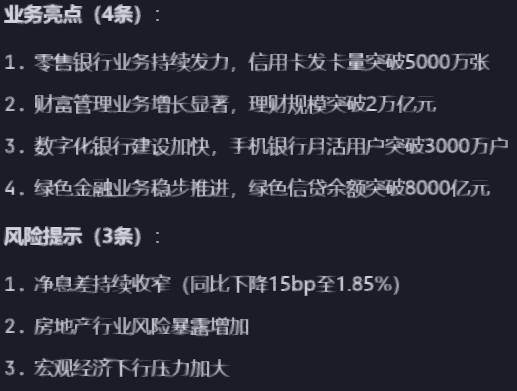 业务亮点（4条）：
1. 零售银行业务持续发力，信用卡发卡量突破5000万张
2. 财富管理业务增长显著，理财规模突破2万亿元
3. 数字化银行建设加快，手机银行月活用户突破3000万户
4. 绿色金融业务稳步推进，绿色信贷余额突破8000亿元
风险提示（3条）：
1. 净息差持续收窄（同比下降15bp至1.85%）
2. 房地产行业风险暴露增加
3. 宏观经济下行压力加大